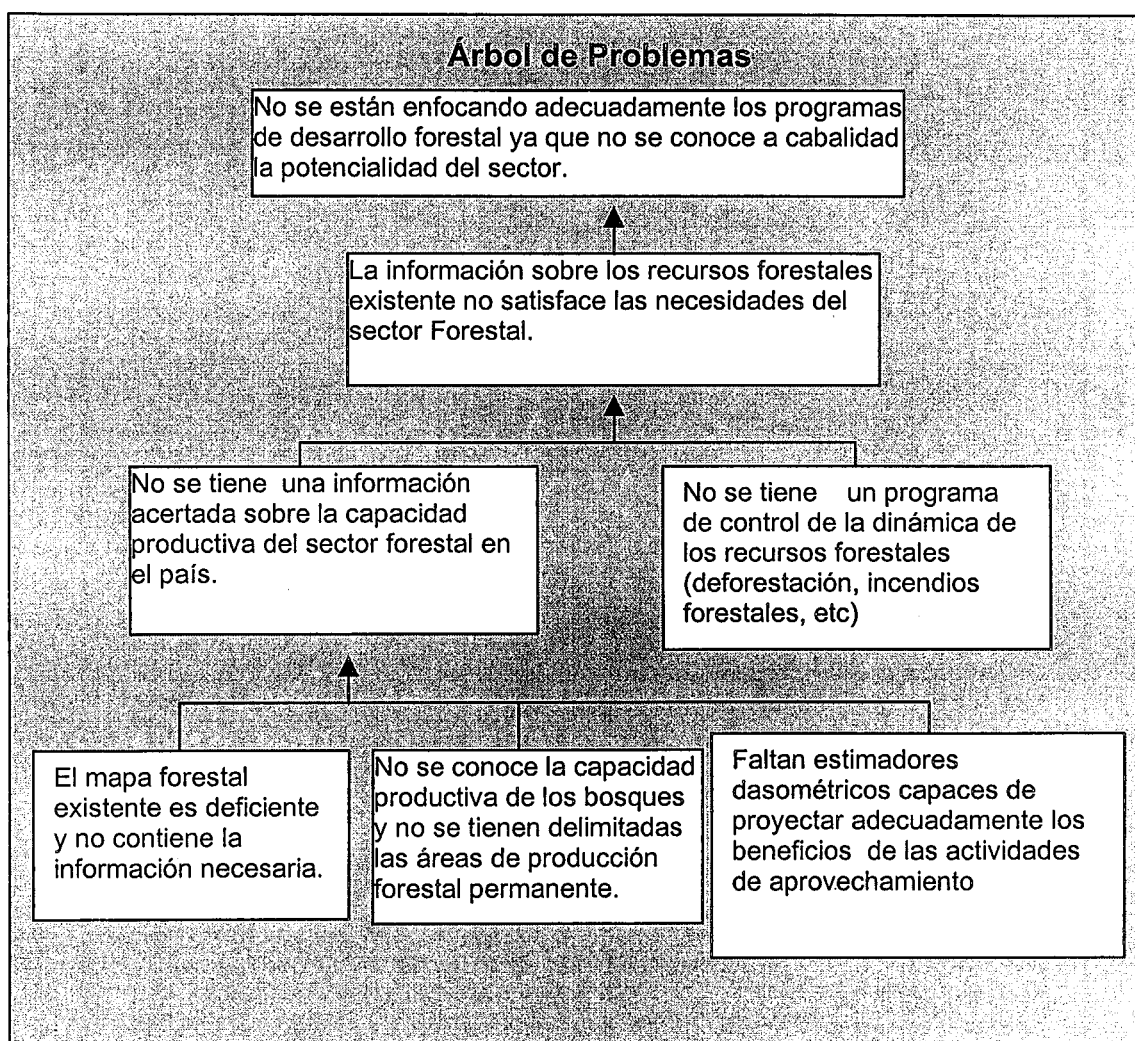 Árbol de Problemas
No se están enfocando adecuadamente los programas
de desarrollo forestal ya que no se conoce a cabalidad
la potencialidad del sector.
La información sobre los recursos forestales
existente no satisface las necesidades del
sector Forestal.
No se tiene una información
acertada sobre la capacidad
productiva del sector forestal en
el país.
No se tiene un programa
de control de la dinámica de
los recursos forestales
(deforestación, incendios
forestales, etc)
El mapa forestal
existente es deficiente
y no contiene la
información necesaria.
No se conoce la capacidad
productiva de los bosques
y no se tienen delimitadas
las áreas de producción
forestal permanente.
Faltan estimadores
dasométricos capaces de
proyectar adecuadamente los
beneficios de las actividades
de aprovechamiento